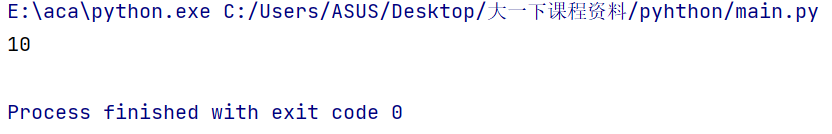 E:\aca\python.exe C:/Users/ASUS/Desktop/大一下课程资料/pyhthon/main.py
10
Process finished with exit code 0